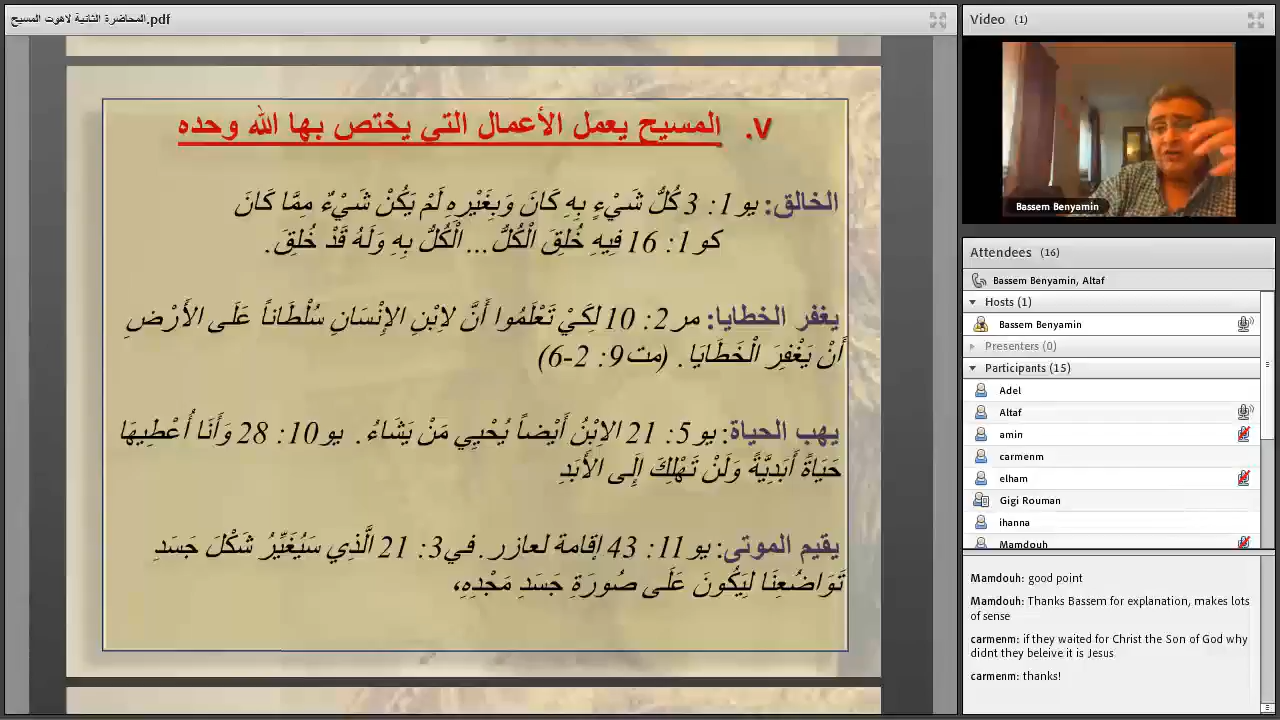 المحاضرة الثانية لاهوت المسيح.pdf
٧. المسيح يعمل الأعمال التي يختص بها الله وحده
الخالق: يو 1: 3 كُلُّ شَيْءٍ بِهِ كَانَ وَبِغَيْرِهِ لَمْ يَكُنْ شَيْءٌ مِمَّا كَانَ
كو 1: 16 فِيهِ خُلِقَ الْكُلُّ... الْكُلُّ بِهِ وَلَهُ قَدْ خُلِقَ.
يغفر الخطايا: مر 2: 10 لِكَيْ تَعْلَمُوا أَنَّ لاِبْنِ الإِنْسَانِ سُلْطَاناً عَلَى الأَرْضِ
أَنْ يَغْفِرَ الْخَطَايَا. (مت 9: 2-6)
يهب الحياة: يو 5: 21 الاِبْنُ أَيْضاً يُحْيِي مَنْ يَشَاءُ. يو 10: 28 وَأَنَا أُعْطِيهَا
حَيَاةً أَبَدِيَّةً وَلَنْ تَهْلِكَ إِلَى الأَبَدِ
يقيم الموتى: يو 11: 43 إقامة لعازر. في 3: 21 الَّذِي سَيُغَيِّرُ شَكْلَ جَسَدِ
تَوَاضُعِنَا لِيَكُونَ عَلَى صُورَةِ جَسَدِ مَجْدِهِ،
Video (1)
Bassem Benyamin
Attendees (16)
Bassem Benyamin, Altaf
Hosts (1)
Bassem Benyamin
Presenters (0)
Participants (15)
Adel
Altaf
amin
carmenm
elham
Gigi Rouman
ihanna
Mamdouh
Mamdouh: good point
Mamdouh: Thanks Bassem for explanation, makes lots
of sense
carmenm: if they waited for Christ the Son of God why
didnt they beleive it is Jesus
carmenm: thanks!